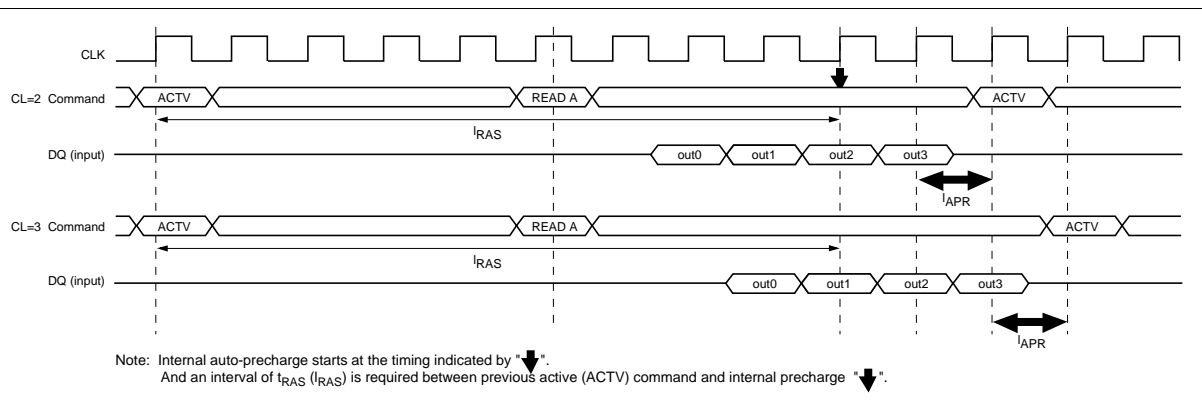 CLK
CL=2 Command ACTV READ A ACTV
lRAS
DQ (input) out0 out1 out2 out3
lAPR
CL=3 Command ACTV READ A ACTV
lRAS
DQ (input) out0 out1 out2 out3
lAPR
Note: Internal auto-precharge starts at the timing indicated by " ".
And an interval of tRAS (lRAS) is required between previous active (ACTV) command and internal precharge " ".